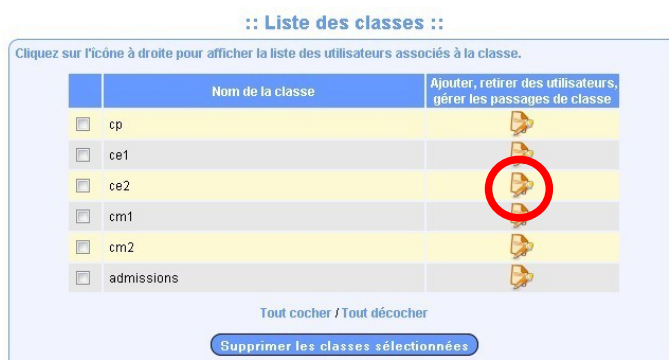 :: Liste des classes ::
Cliquez sur l'icône à droite pour afficher la liste des utilisateurs associés à la classe.
Nom de la classe
Ajouter, retirer des utilisateurs,
gérer les passages de classe
cp
ce1
ce2
cm1
cm2
admissions
Tout cocher / Tout décocher
Supprimer les classes sélectionnées